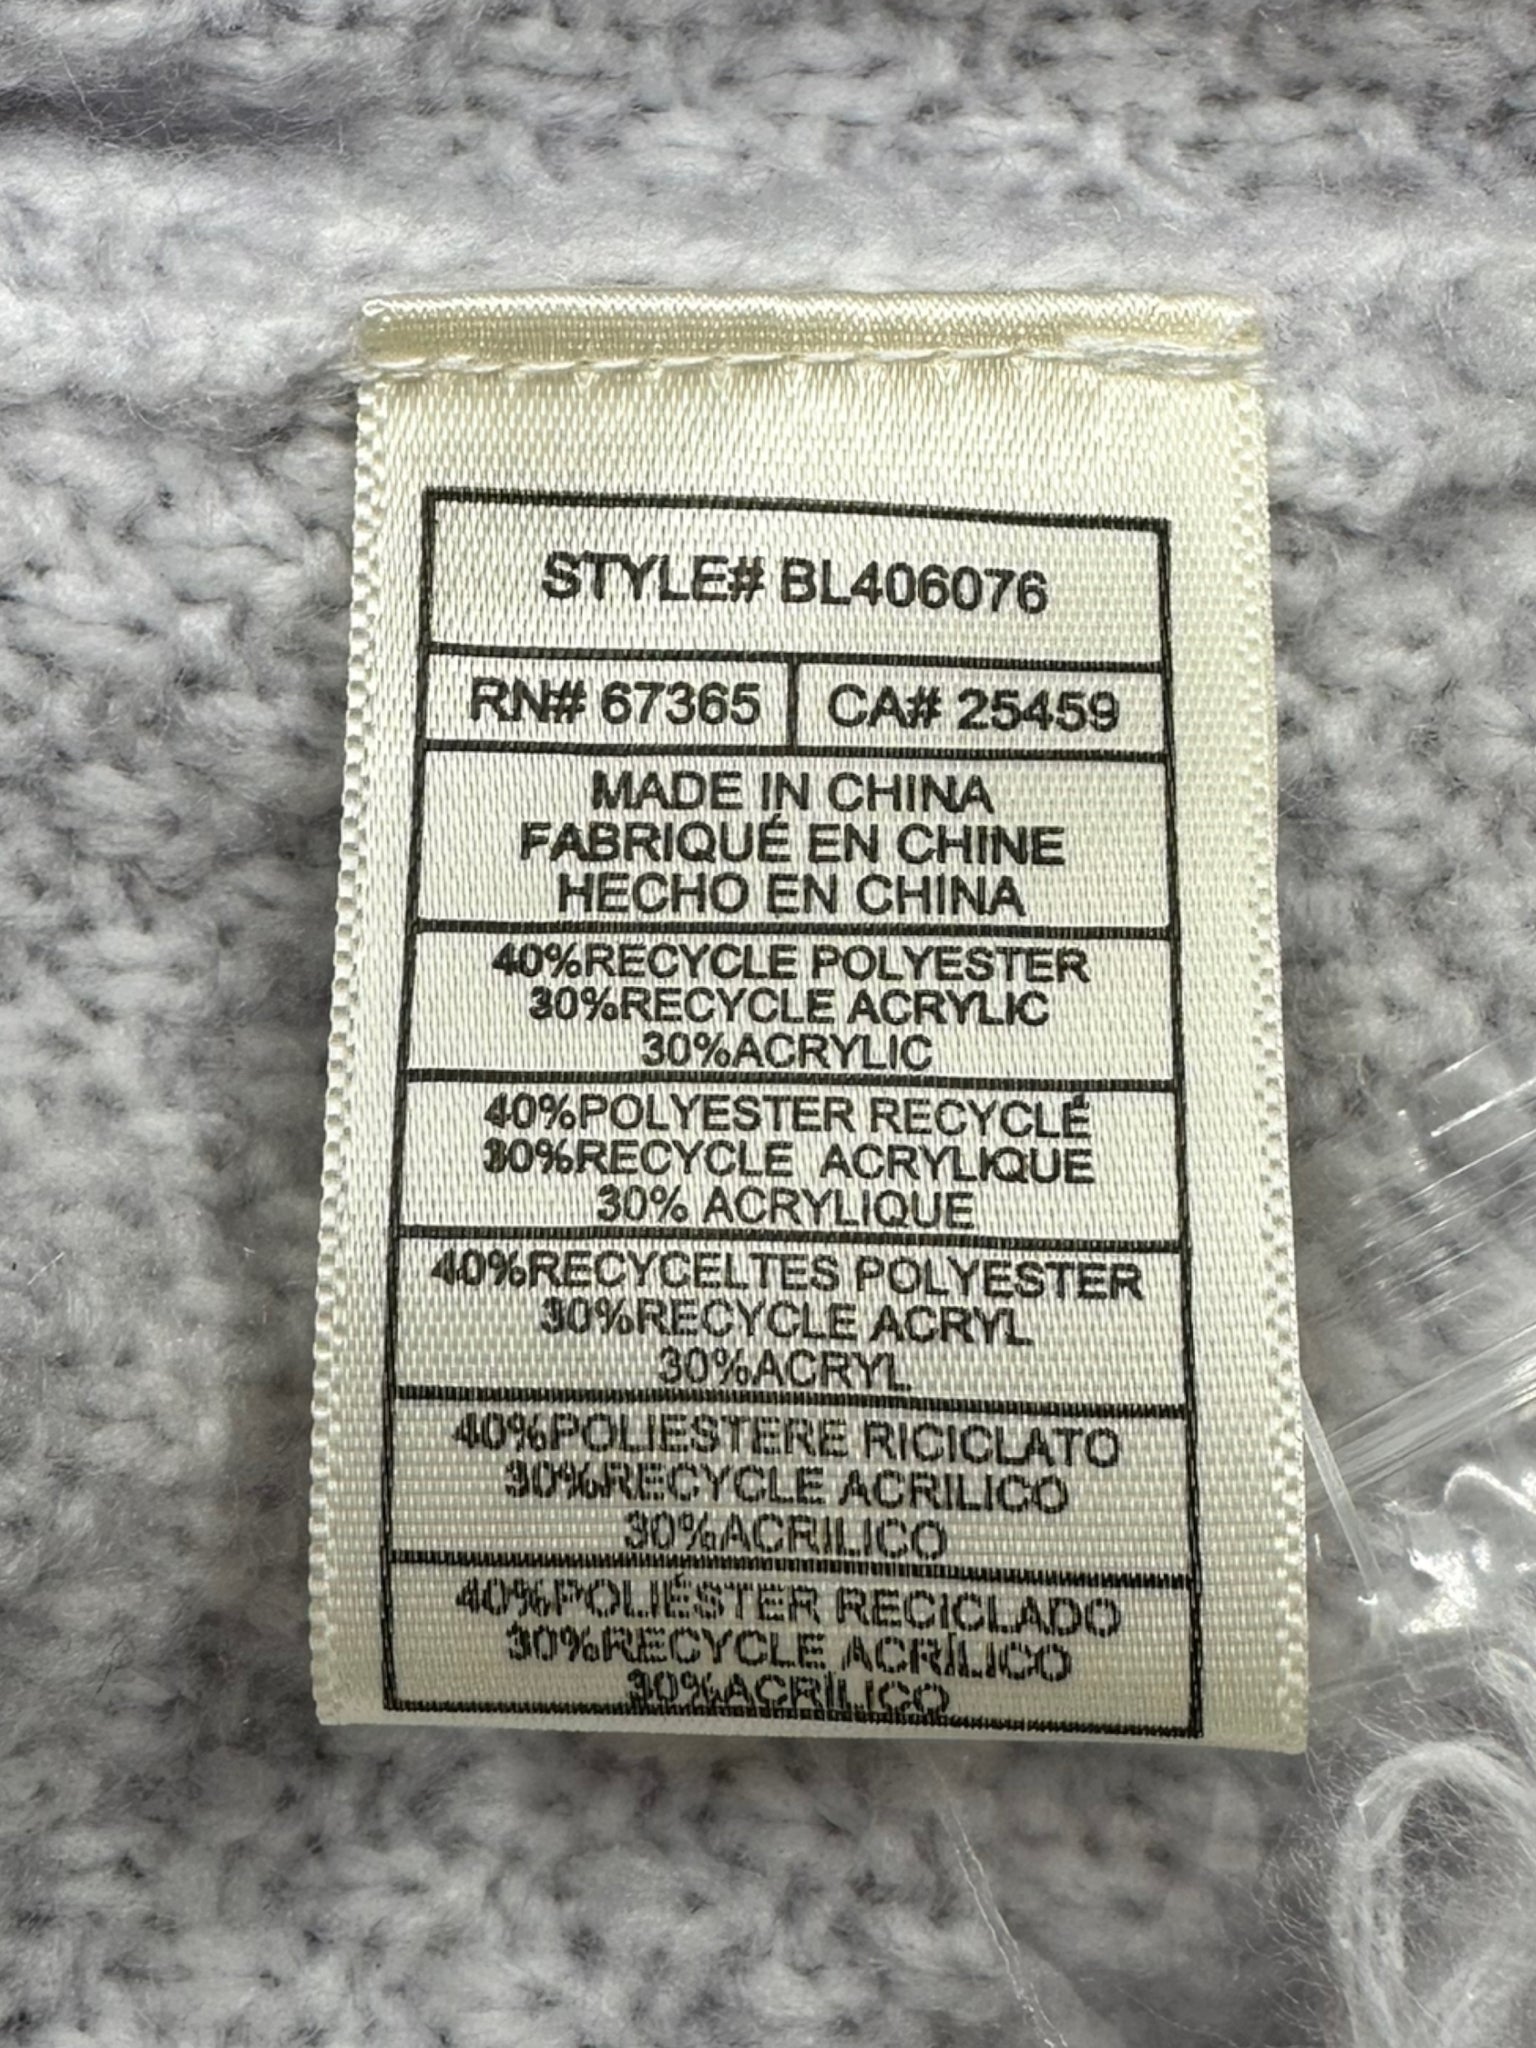 STYLE# BL406076
RN# 67365 CA# 25459
MADE IN CHINA
FABRIQUÉ EN CHINE
HECHO EN CHINA
40%RECYCLE POLYESTER
30%RECYCLE ACRYLIC
30%ACRYLIC
40%POLYESTER RECYCLÉ
30%RECYCLE ACRYLIQUE
30% ACRYLIQUE
40%RECYCELTES POLYESTER
30%RECYCLE ACRYL
30%ACRYL
40%POLIESTERE RICICLATO
30%RECYCLE ACRILICO
30%ACRILICO
40%POLIÉSTER RECICLADO
30%RECYCLE ACRÍLICO
30%ACRÍLICO